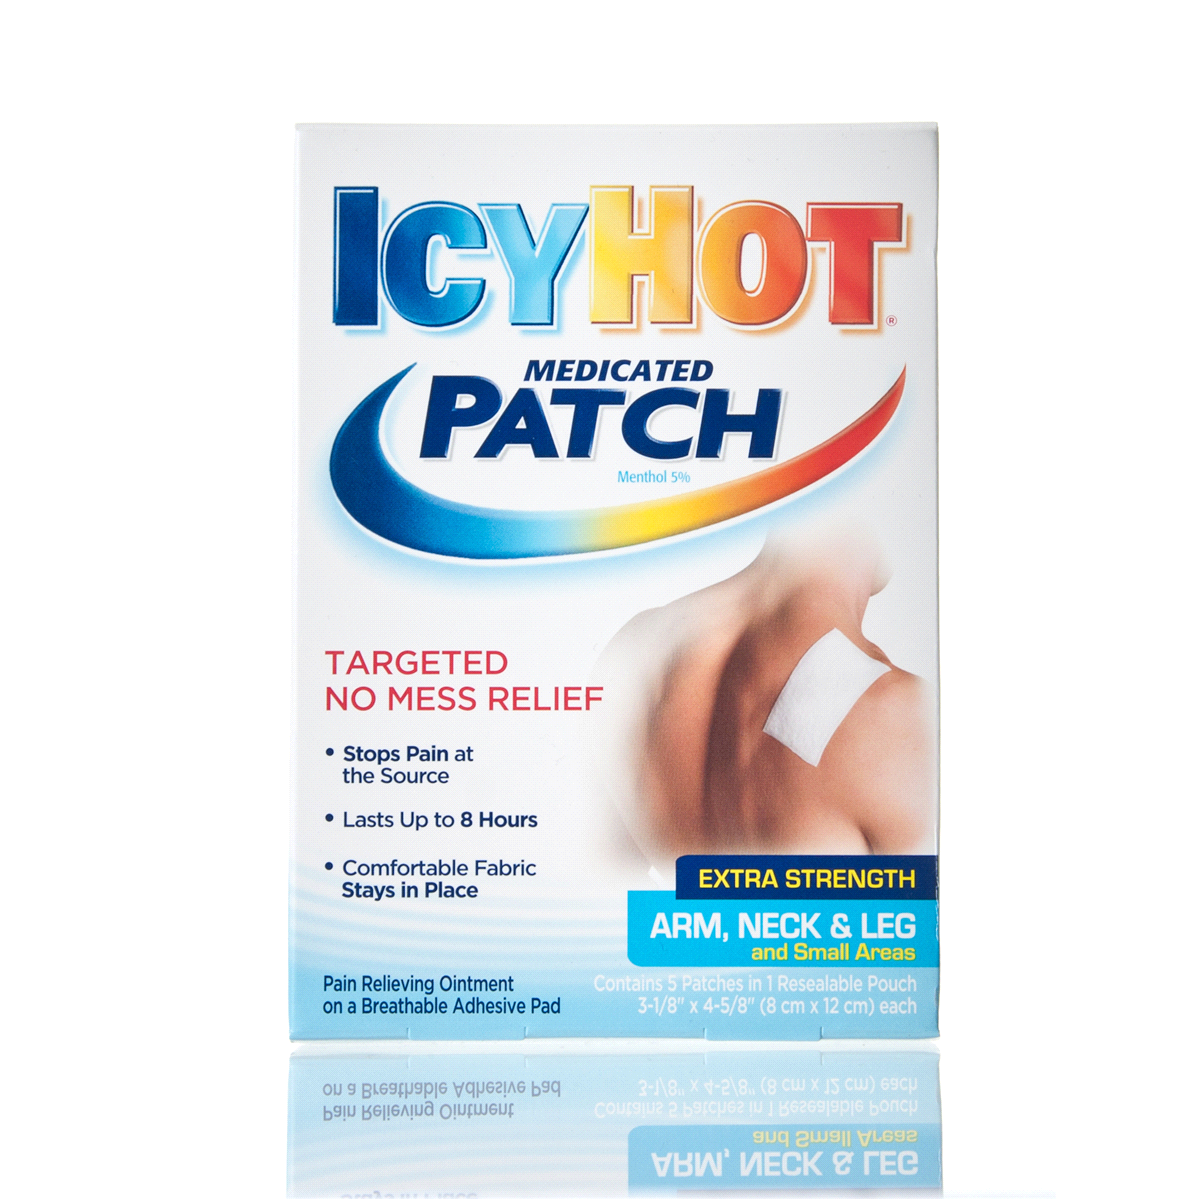 ICYHOT®
MEDICATED
PATCH
Menthol 5%
TARGETED
NO MESS RELIEF
• Stops Pain at
the Source
• Lasts Up to 8 Hours
• Comfortable Fabric
Stays in Place
EXTRA STRENGTH
ARM, NECK & LEG
and Small Areas
Pain Relieving Ointment
on a Breathable Adhesive Pad
Contains 5 Patches in 1 Resealable Pouch
3-1/8" x 4-5/8" (8 cm x 12 cm) each